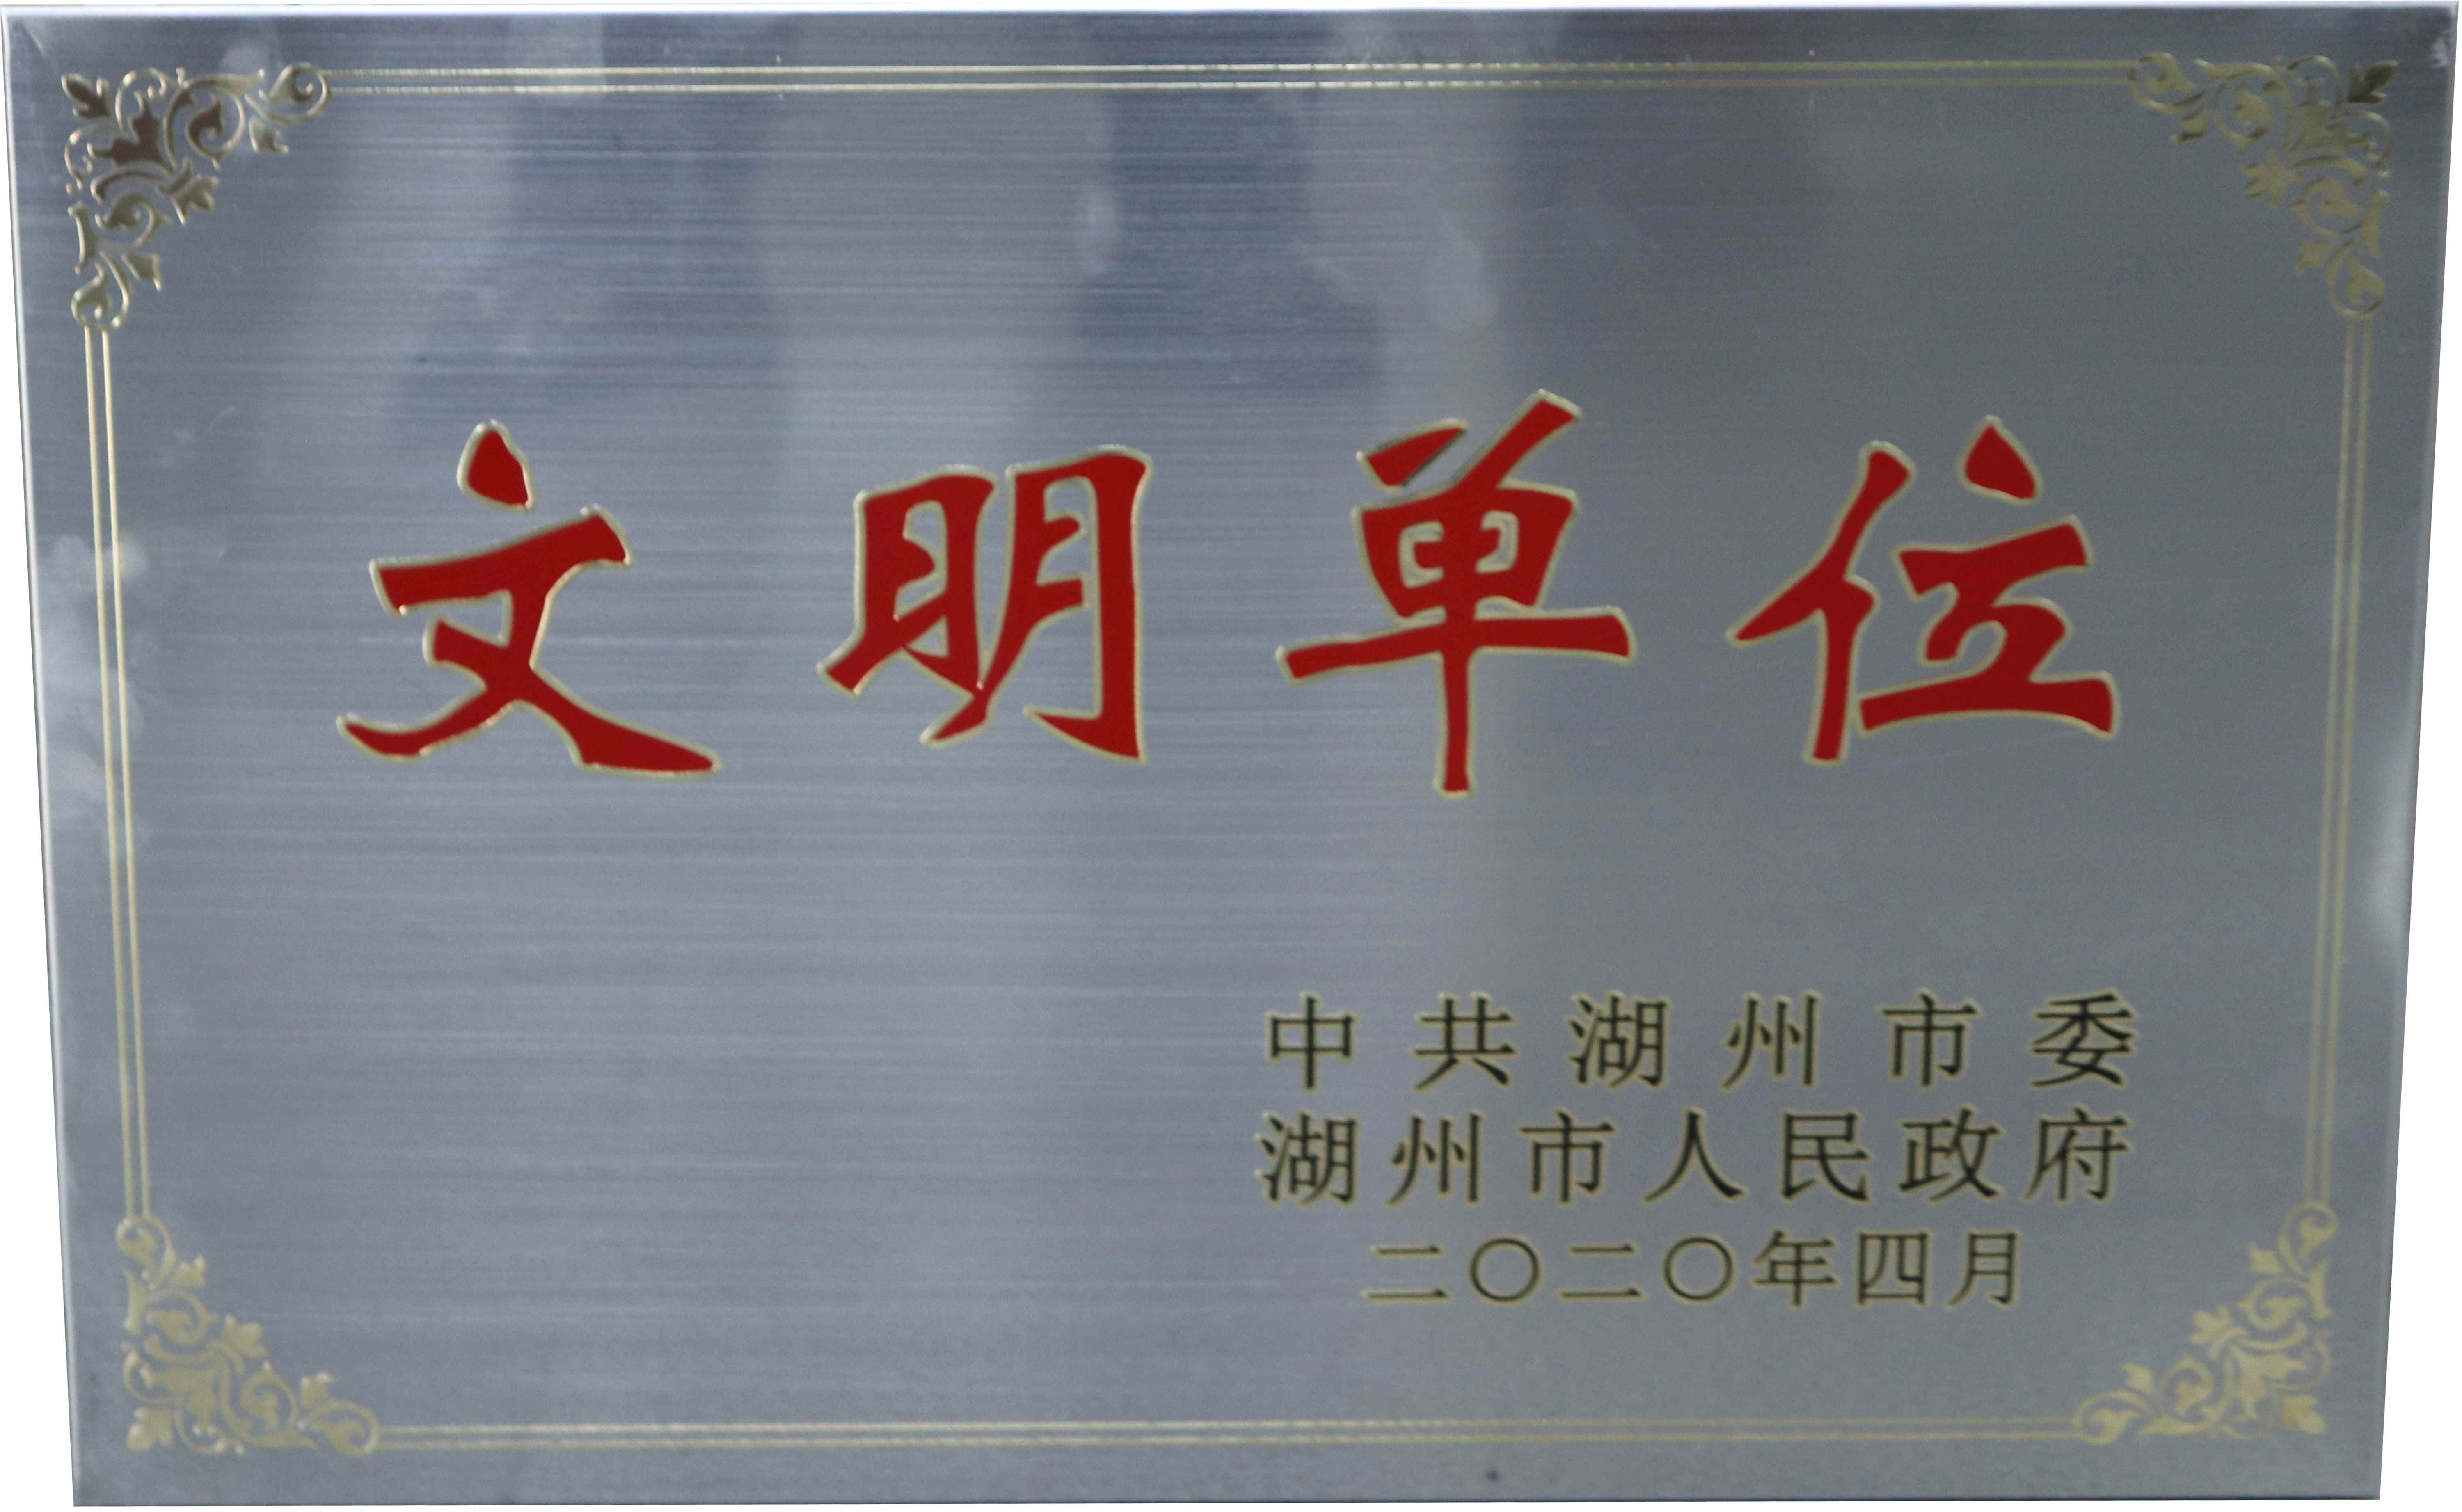 文明单位
中共湖州市委
湖州市人民政府
二〇二〇年四月